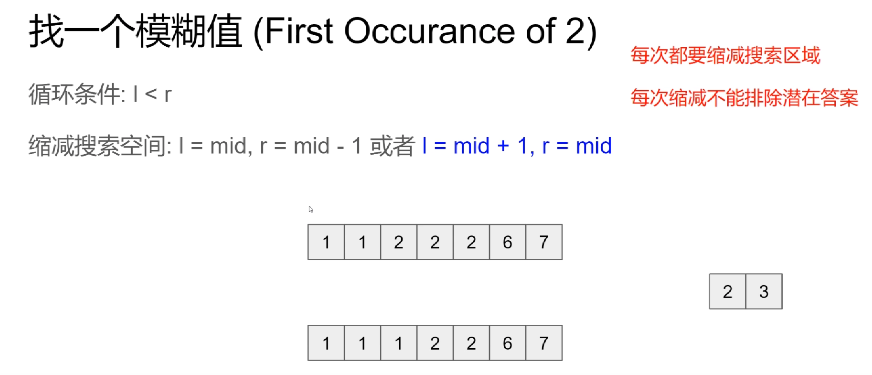 找一个模糊值 (First Occurance of 2)
每次都要缩减搜索区域
循环条件: l < r
每次缩减不能排除潜在答案
缩减搜索空间: l = mid, r = mid - 1 或者 l = mid + 1, r = mid
1 1 2 2 2 6 7
2 3
1 1 1 2 2 6 7